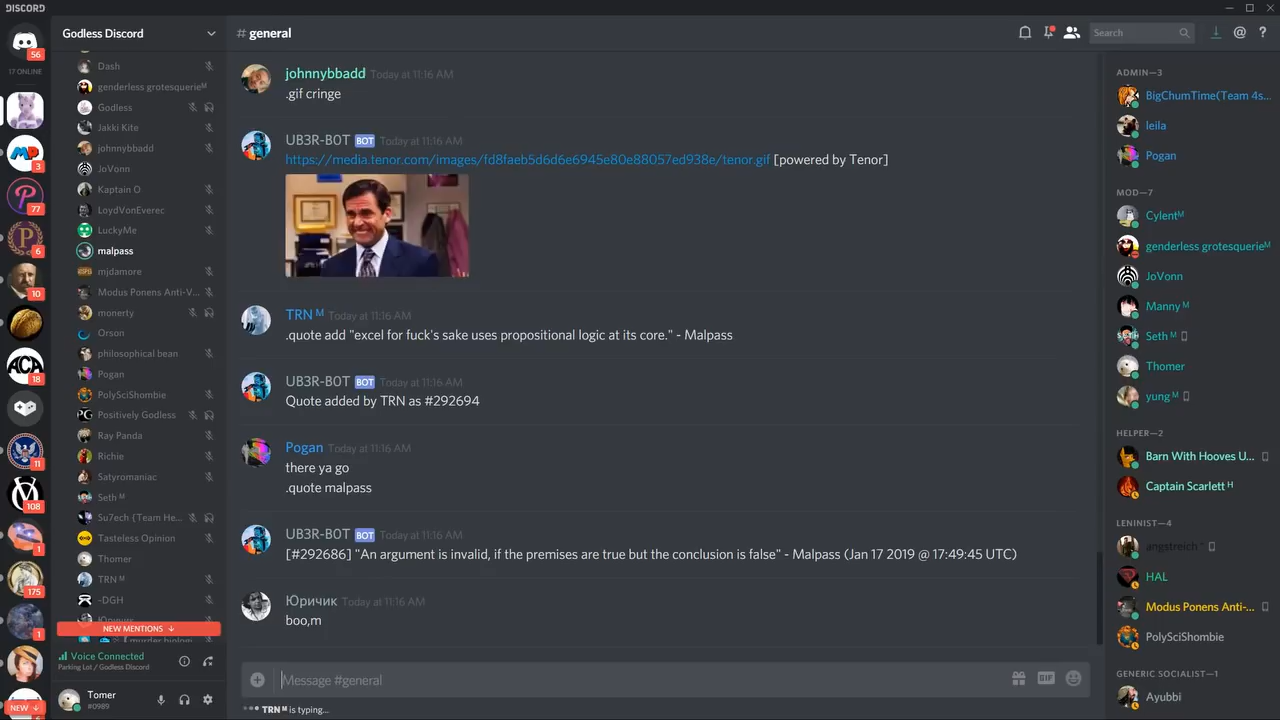 DISCORD
56
17 ONLINE
3
77
6
10
18
11
108
1
175
1
NEW ↓
Godless Discord
Dash
genderless grotesquerieᴹ
Godless
Jakki Kite
johnnybbadd
JoVonn
Kaptain O
LoydVonEverec
LuckyMe
malpass
mjdamore
Modus Ponens Anti-V...
monerty
Orson
philosophical bean
Pogan
PolySciShombie
Positively Godless
Ray Panda
Richie
Satyromaniac
Seth ᴹ
Su7ech {Team He...
Tasteless Opinion
Thomer
TRN ᴹ
-DGH
NEW MENTIONS ↓
Voice Connected
Parking Lot / Godless Discord
Tomer
#0989
# general
Search
johnnybbadd Today at 11:16 AM
.gif cringe
UB3R-B0T BOT Today at 11:16 AM
https://media.tenor.com/images/fd8faeb5d6d6e6945e80e88057ed938e/tenor.gif [powered by Tenor]
TRN ᴹ Today at 11:16 AM
.quote add "excel for fuck's sake uses propositional logic at its core." - Malpass
UB3R-B0T BOT Today at 11:16 AM
Quote added by TRN as #292694
Pogan Today at 11:16 AM
there ya go
.quote malpass
UB3R-B0T BOT Today at 11:16 AM
[#292686] "An argument is invalid, if the premises are true but the conclusion is false" - Malpass (Jan 17 2019 @ 17:49:45 UTC)
Юричик Today at 11:16 AM
boo,m
Message #general
GIF
TRN ᴹ is typing...
ADMIN—3
BigChumTime(Team 4s...
leila
Pogan
MOD—7
Cylentᴹ
genderless grotesquerieᴹ
JoVonn
Manny ᴹ
Seth ᴹ
Thomer
yung ᴹ
HELPER—2
Barn With Hooves U...
Captain Scarlett ᴴ
LENINIST—4
angstreich
HAL
Modus Ponens Anti-...
PolySciShombie
GENERIC SOCIALIST—1
Ayubbi